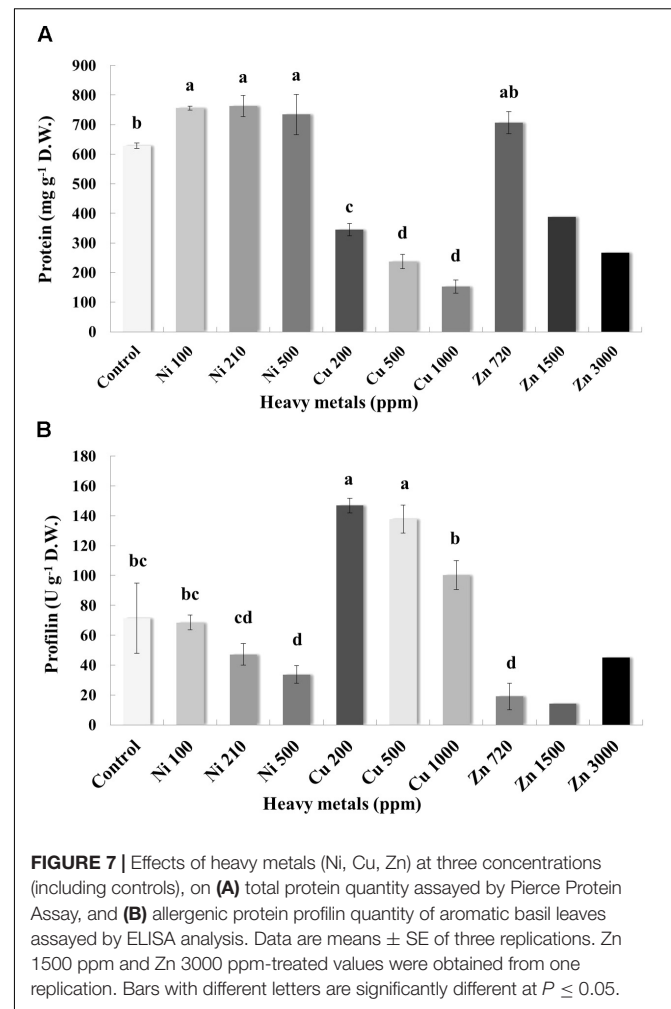 A
900
800
700
600
500
400
300
200
100
0
Protein (mg g⁻¹ D.W.)
b
a
a
a
c
d
d
ab
Control
Ni 100
Ni 210
Ni 500
Cu 200
Cu 500
Cu 1000
Zn 720
Zn 1500
Zn 3000
Heavy metals (ppm)
B
180
160
140
120
100
80
60
40
20
0
Profilin (U g⁻¹ D.W.)
bc
bc
cd
d
a
a
b
d
Control
Ni 100
Ni 210
Ni 500
Cu 200
Cu 500
Cu 1000
Zn 720
Zn 1500
Zn 3000
Heavy metals (ppm)
FIGURE 7 | Effects of heavy metals (Ni, Cu, Zn) at three concentrations
(including controls), on (A) total protein quantity assayed by Pierce Protein
Assay, and (B) allergenic protein profilin quantity of aromatic basil leaves
assayed by ELISA analysis. Data are means ± SE of three replications. Zn
1500 ppm and Zn 3000 ppm-treated values were obtained from one
replication. Bars with different letters are significantly different at P ≤ 0.05.